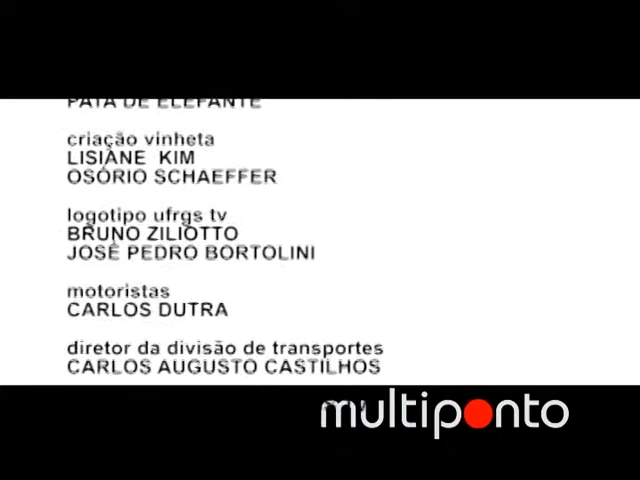 PATA DE ELEFANTE
criação vinheta
LISIANE KIM
OSÓRIO SCHAEFFER
logotipo ufrgs tv
BRUNO ZILIOTTO
JOSÉ PEDRO BORTOLINI
motoristas
CARLOS DUTRA
diretor da divisão de transportes
CARLOS AUGUSTO CASTILHOS
multiponto